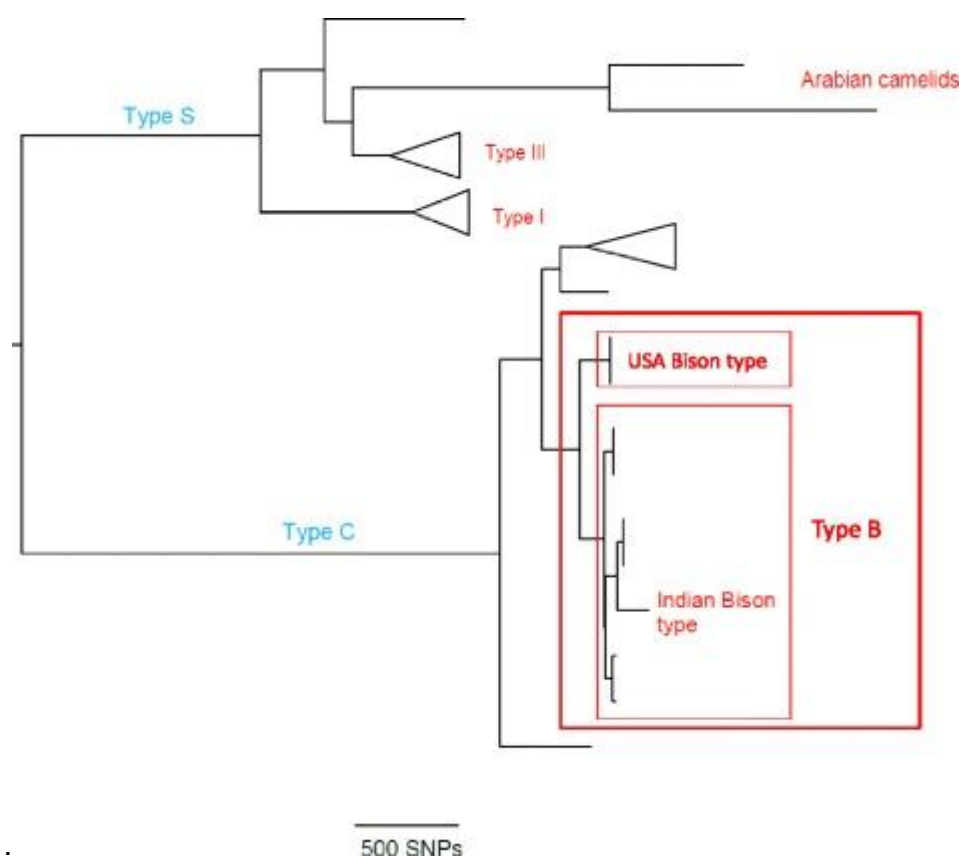 Arabian camelids
Type S
Type III
Type I
USA Bison type
Type C
Type B
Indian Bison
type
500 SNPs
.